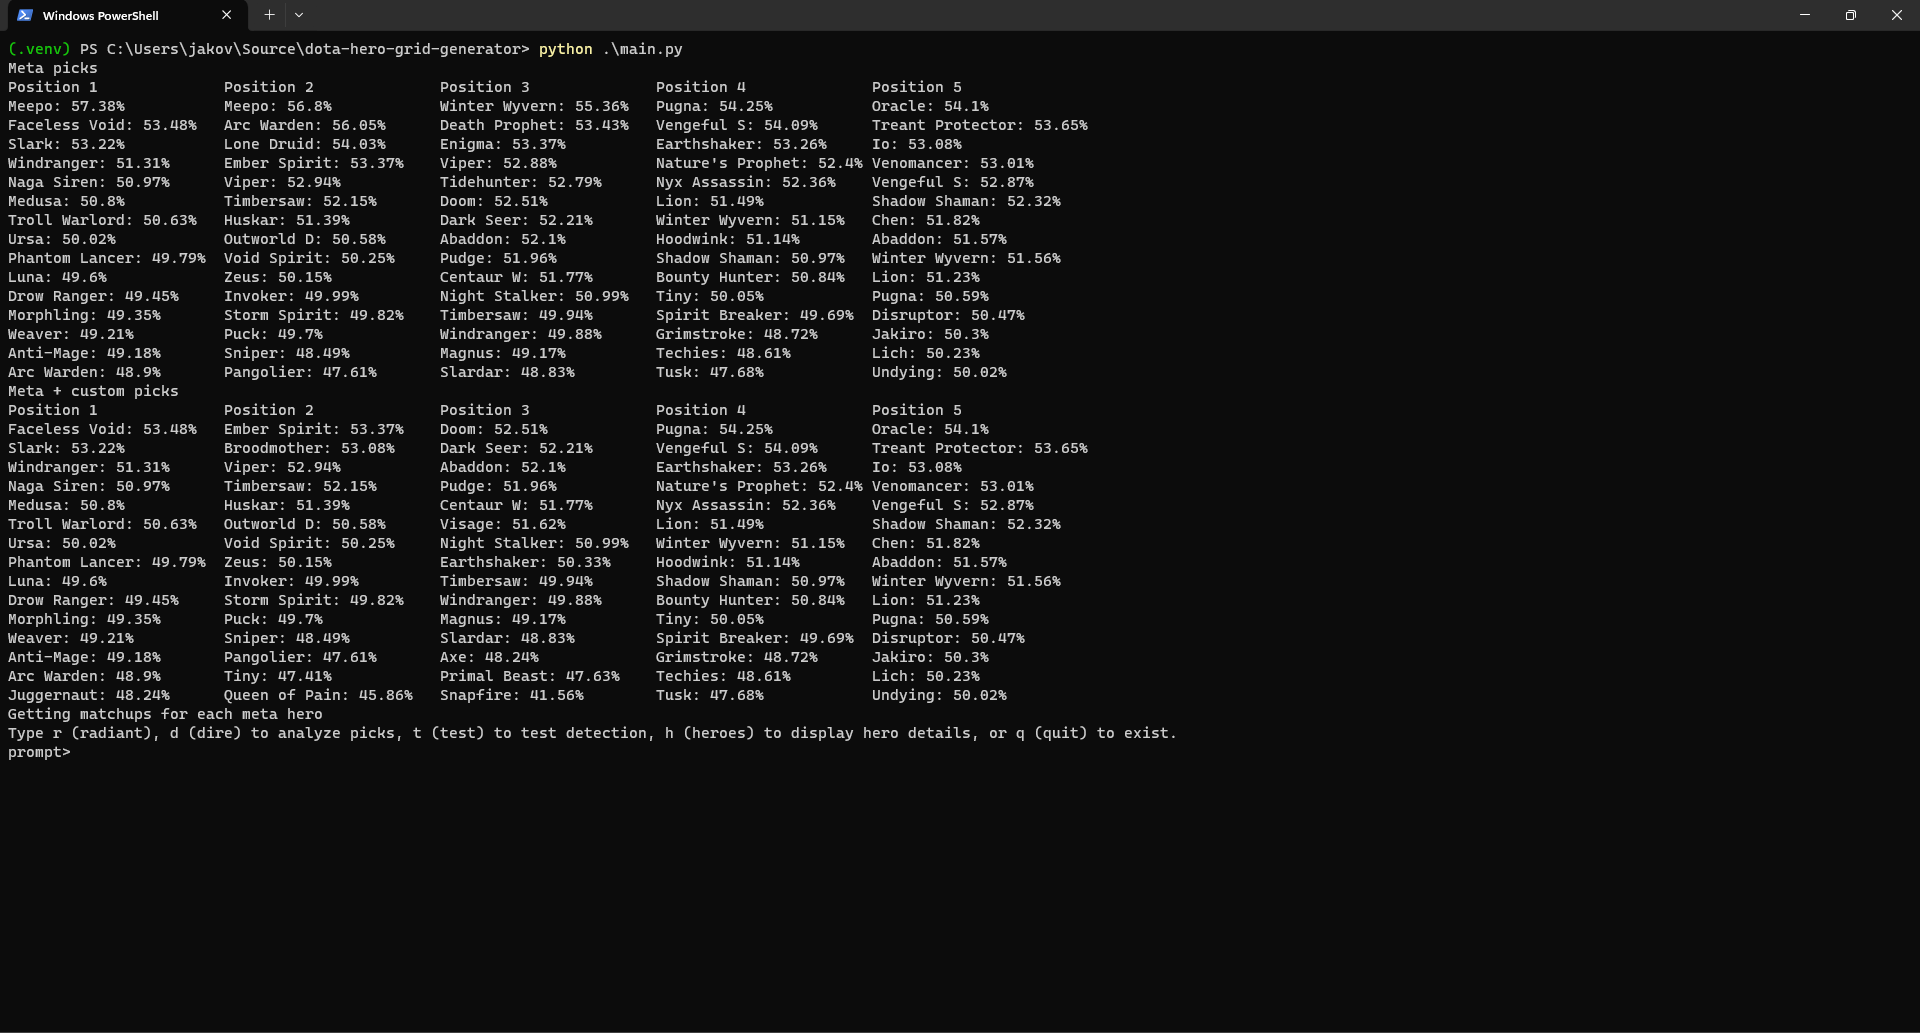 Windows PowerShell
(.venv) PS C:\Users\jakov\Source\dota-hero-grid-generator> python .\main.py
Meta picks
Position 1 Position 2 Position 3 Position 4 Position 5
Meepo: 57.38% Meepo: 56.8% Winter Wyvern: 55.36% Pugna: 54.25% Oracle: 54.1%
Faceless Void: 53.48% Arc Warden: 56.05% Death Prophet: 53.43% Vengeful S: 54.09% Treant Protector: 53.65%
Slark: 53.22% Lone Druid: 54.03% Enigma: 53.37% Earthshaker: 53.26% Io: 53.08%
Windranger: 51.31% Ember Spirit: 53.37% Viper: 52.88% Nature's Prophet: 52.4% Venomancer: 53.01%
Naga Siren: 50.97% Viper: 52.94% Tidehunter: 52.79% Nyx Assassin: 52.36% Vengeful S: 52.87%
Medusa: 50.8% Timbersaw: 52.15% Doom: 52.51% Lion: 51.49% Shadow Shaman: 52.32%
Troll Warlord: 50.63% Huskar: 51.39% Dark Seer: 52.21% Winter Wyvern: 51.15% Chen: 51.82%
Ursa: 50.02% Outworld D: 50.58% Abaddon: 52.1% Hoodwink: 51.14% Abaddon: 51.57%
Phantom Lancer: 49.79% Void Spirit: 50.25% Pudge: 51.96% Shadow Shaman: 50.97% Winter Wyvern: 51.56%
Luna: 49.6% Zeus: 50.15% Centaur W: 51.77% Bounty Hunter: 50.84% Lion: 51.23%
Drow Ranger: 49.45% Invoker: 49.99% Night Stalker: 50.99% Tiny: 50.05% Pugna: 50.59%
Morphling: 49.35% Storm Spirit: 49.82% Timbersaw: 49.94% Spirit Breaker: 49.69% Disruptor: 50.47%
Weaver: 49.21% Puck: 49.7% Windranger: 49.88% Grimstroke: 48.72% Jakiro: 50.3%
Anti-Mage: 49.18% Sniper: 48.49% Magnus: 49.17% Techies: 48.61% Lich: 50.23%
Arc Warden: 48.9% Pangolier: 47.61% Slardar: 48.83% Tusk: 47.68% Undying: 50.02%
Meta + custom picks
Position 1 Position 2 Position 3 Position 4 Position 5
Faceless Void: 53.48% Ember Spirit: 53.37% Doom: 52.51% Pugna: 54.25% Oracle: 54.1%
Slark: 53.22% Broodmother: 53.08% Dark Seer: 52.21% Vengeful S: 54.09% Treant Protector: 53.65%
Windranger: 51.31% Viper: 52.94% Abaddon: 52.1% Earthshaker: 53.26% Io: 53.08%
Naga Siren: 50.97% Timbersaw: 52.15% Pudge: 51.96% Nature's Prophet: 52.4% Venomancer: 53.01%
Medusa: 50.8% Huskar: 51.39% Centaur W: 51.77% Nyx Assassin: 52.36% Vengeful S: 52.87%
Troll Warlord: 50.63% Outworld D: 50.58% Visage: 51.62% Lion: 51.49% Shadow Shaman: 52.32%
Ursa: 50.02% Void Spirit: 50.25% Night Stalker: 50.99% Winter Wyvern: 51.15% Chen: 51.82%
Phantom Lancer: 49.79% Zeus: 50.15% Earthshaker: 50.33% Hoodwink: 51.14% Abaddon: 51.57%
Luna: 49.6% Invoker: 49.99% Timbersaw: 49.94% Shadow Shaman: 50.97% Winter Wyvern: 51.56%
Drow Ranger: 49.45% Storm Spirit: 49.82% Windranger: 49.88% Bounty Hunter: 50.84% Lion: 51.23%
Morphling: 49.35% Puck: 49.7% Magnus: 49.17% Tiny: 50.05% Pugna: 50.59%
Weaver: 49.21% Sniper: 48.49% Slardar: 48.83% Spirit Breaker: 49.69% Disruptor: 50.47%
Anti-Mage: 49.18% Pangolier: 47.61% Axe: 48.24% Grimstroke: 48.72% Jakiro: 50.3%
Arc Warden: 48.9% Tiny: 47.41% Primal Beast: 47.63% Techies: 48.61% Lich: 50.23%
Juggernaut: 48.24% Queen of Pain: 45.86% Snapfire: 41.56% Tusk: 47.68% Undying: 50.02%
Getting matchups for each meta hero
Type r (radiant), d (dire) to analyze picks, t (test) to test detection, h (heroes) to display hero details, or q (quit) to exist.
prompt>